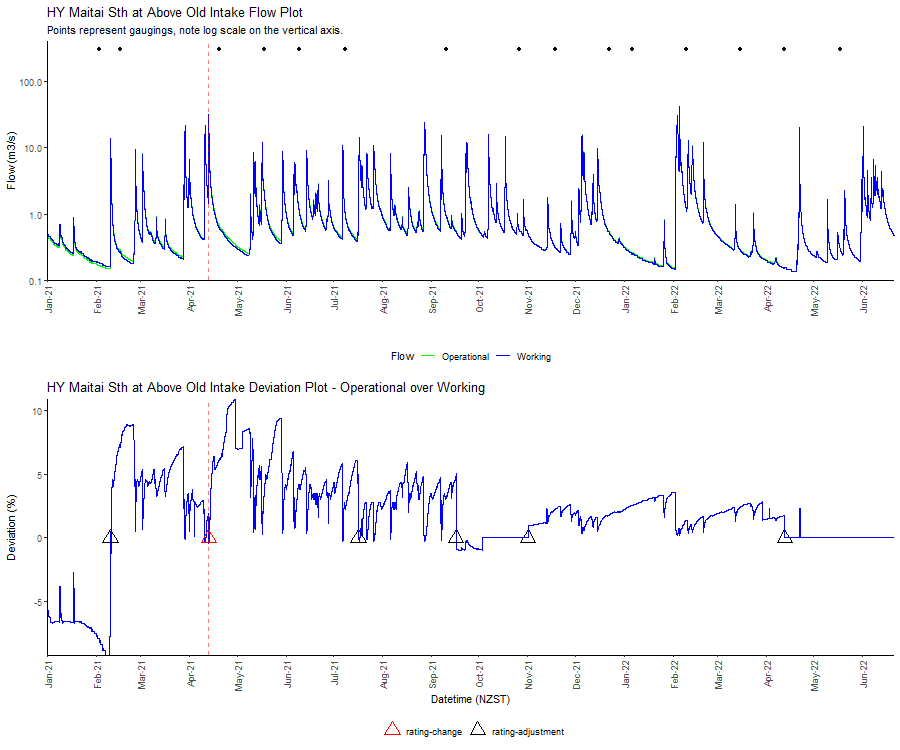 HY Maitai Sth at Above Old Intake Flow Plot
Points represent gaugings, note log scale on the vertical axis.
Flow (m3/s)
100.0
10.0
1.0
0.1
Jan-21 Feb-21 Mar-21 Apr-21 May-21 Jun-21 Jul-21 Aug-21 Sep-21 Oct-21 Nov-21 Dec-21 Jan-22 Feb-22 Mar-22 Apr-22 May-22 Jun-22
Flow Operational Working
HY Maitai Sth at Above Old Intake Deviation Plot - Operational over Working
Deviation (%)
10
5
0
-5
Jan-21 Feb-21 Mar-21 Apr-21 May-21 Jun-21 Jul-21 Aug-21 Sep-21 Oct-21 Nov-21 Dec-21 Jan-22 Feb-22 Mar-22 Apr-22 May-22 Jun-22
Datetime (NZST)
rating-change rating-adjustment